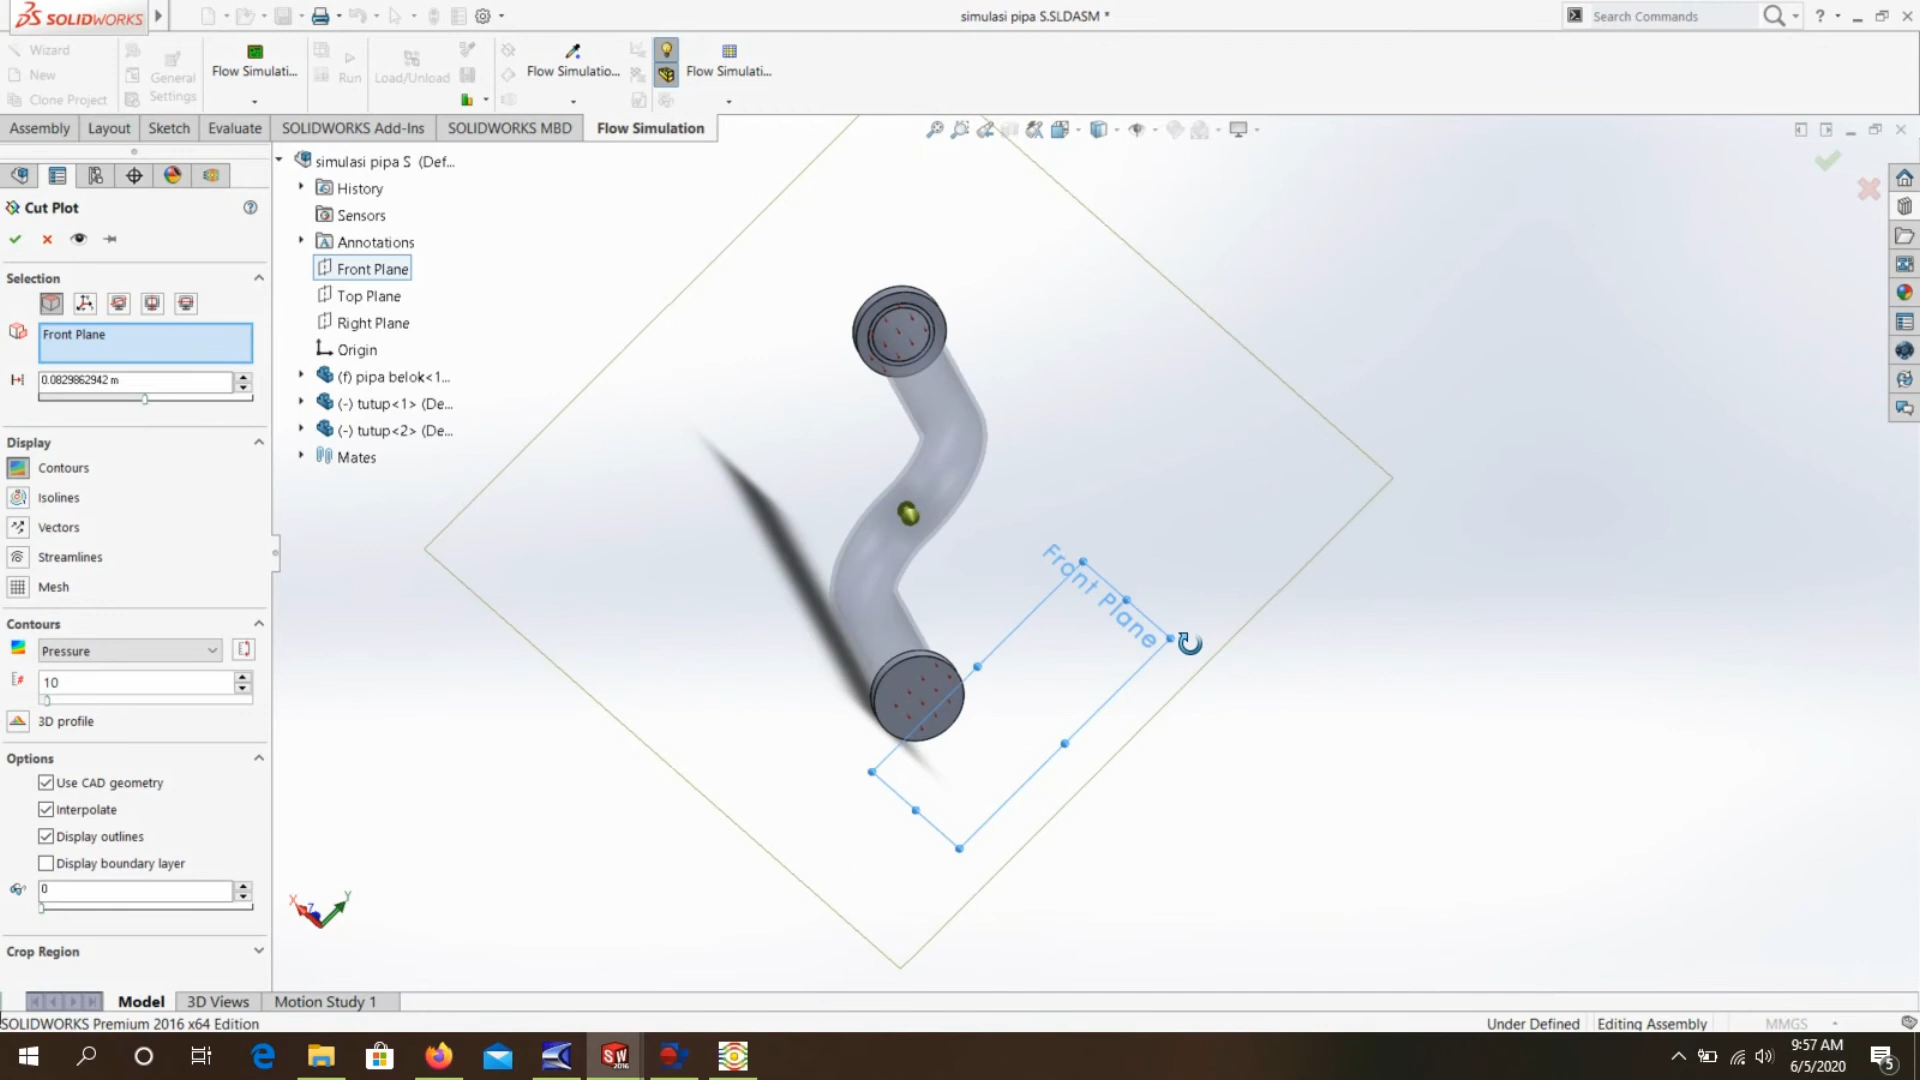 SOLIDWORKS
simulasi pipa S.SLDASM *
Search Commands
?
Wizard
New
Clone Project
General
Settings
Flow Simulati...
Run
Load/Unload
Flow Simulatio...
Flow Simulati...
Assembly
Layout
Sketch
Evaluate
SOLIDWORKS Add-Ins
SOLIDWORKS MBD
Flow Simulation
Cut Plot
Selection
Front Plane
0.0829862942 m
Display
Contours
Isolines
Vectors
Streamlines
Mesh
Contours
Pressure
10
3D profile
Options
Use CAD geometry
Interpolate
Display outlines
Display boundary layer
0
Crop Region
simulasi pipa S (Def...
History
Sensors
Annotations
Front Plane
Top Plane
Right Plane
Origin
(f) pipa belok<1...
(-) tutup<1> (De...
(-) tutup<2> (De...
Mates
Front Plane
X
Z
Y
Model
3D Views
Motion Study 1
SOLIDWORKS Premium 2016 x64 Edition
Under Defined
Editing Assembly
MMGS
SW
2016
9:57 AM
6/5/2020
5